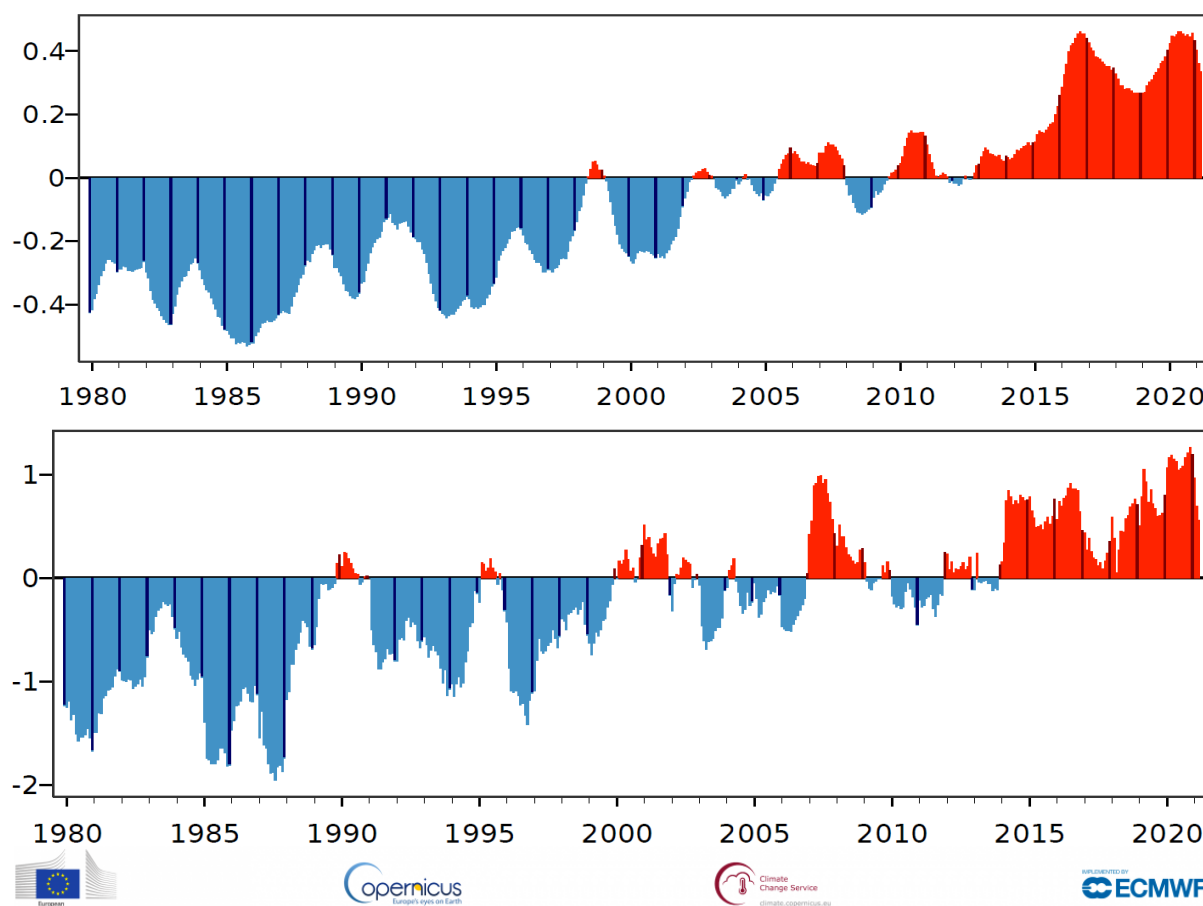 0.4
0.2
0
-0.2
-0.4
1980 1985 1990 1995 2000 2005 2010 2015 2020
1
0
-1
-2
1980 1985 1990 1995 2000 2005 2010 2015 2020
European
opernicus
Europe's eyes on Earth
Climate
Change Service
climate.copernicus.eu
IMPLEMENTED BY
ECMWF